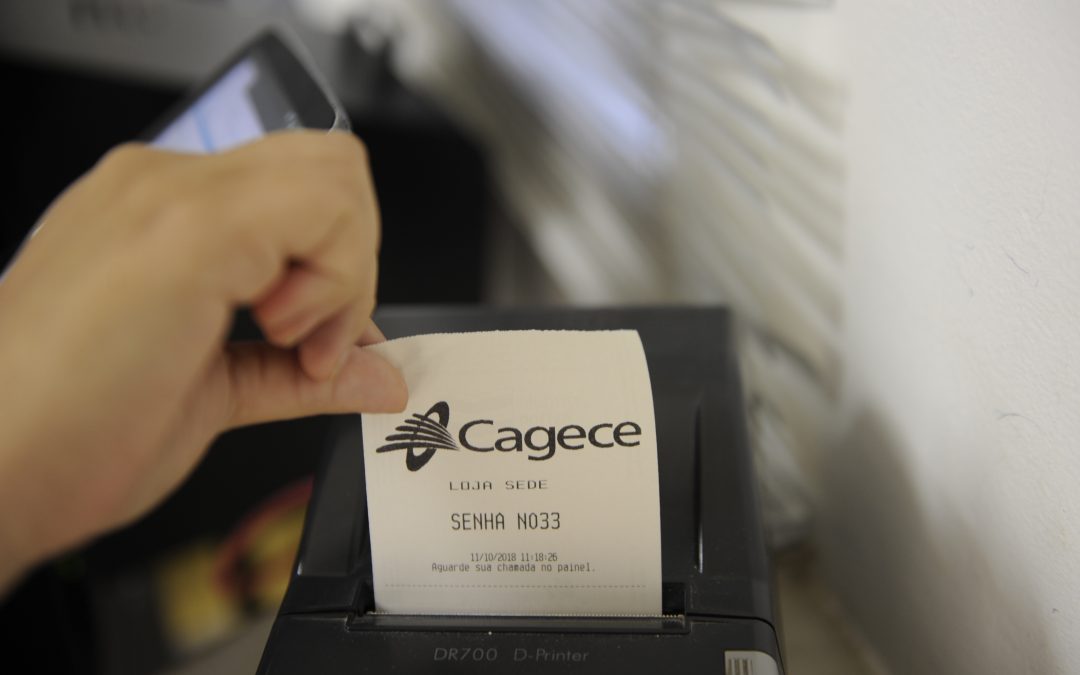 Cagece
LOJA SEDE
SENHA N033
11/10/2018 11:18:26
Aguarde sua chamada no painel.
DR700 D-Printer